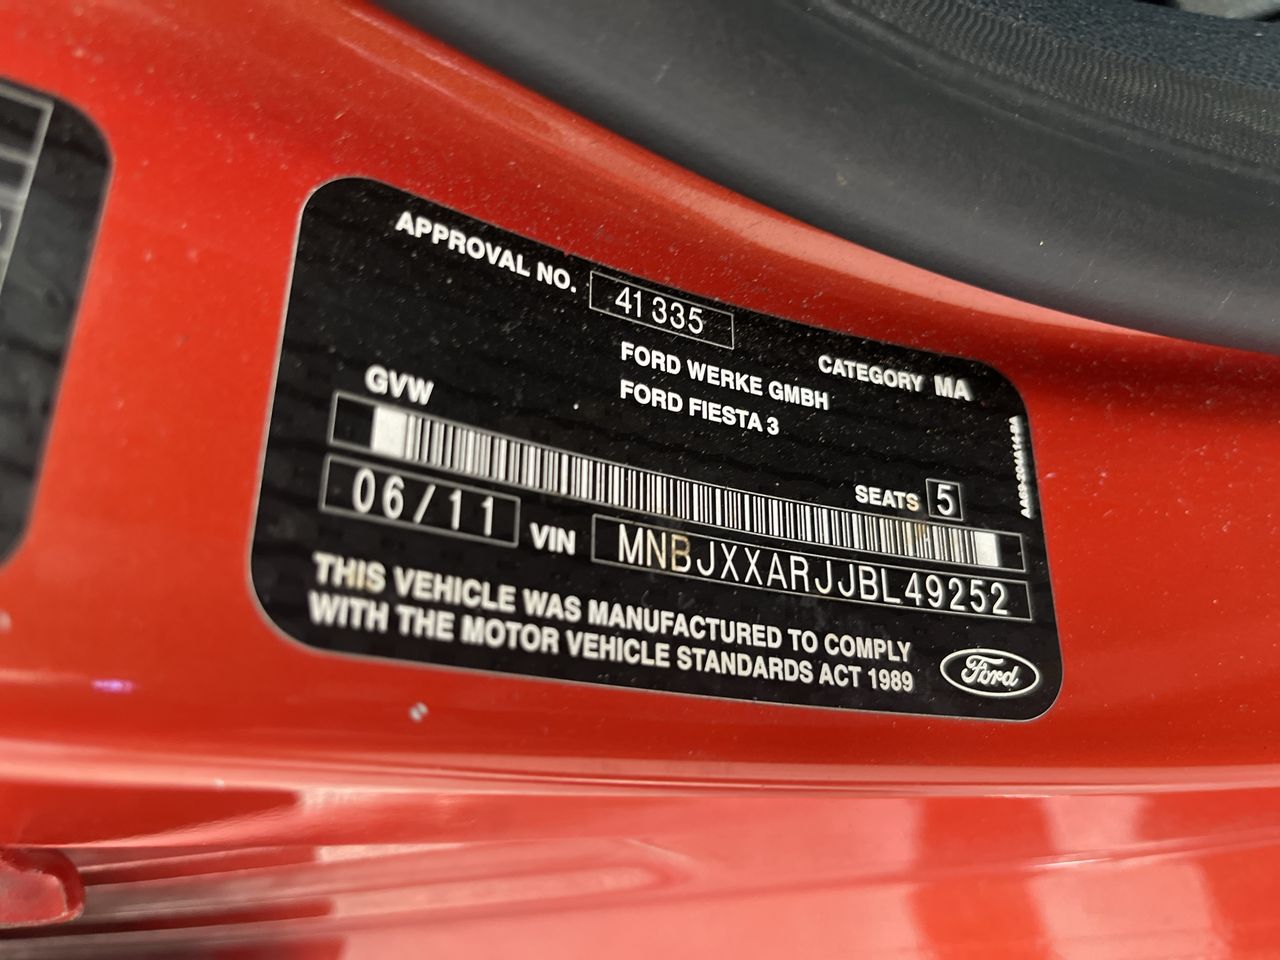 APPROVAL NO. 41335
FORD WERKE GMBH
CATEGORY MA
FORD FIESTA 3
GVW
SEATS 5
06/11
VIN MNBJXXARJJBL49252
THIS VEHICLE WAS MANUFACTURED TO COMPLY
WITH THE MOTOR VEHICLE STANDARDS ACT 1989
Ford